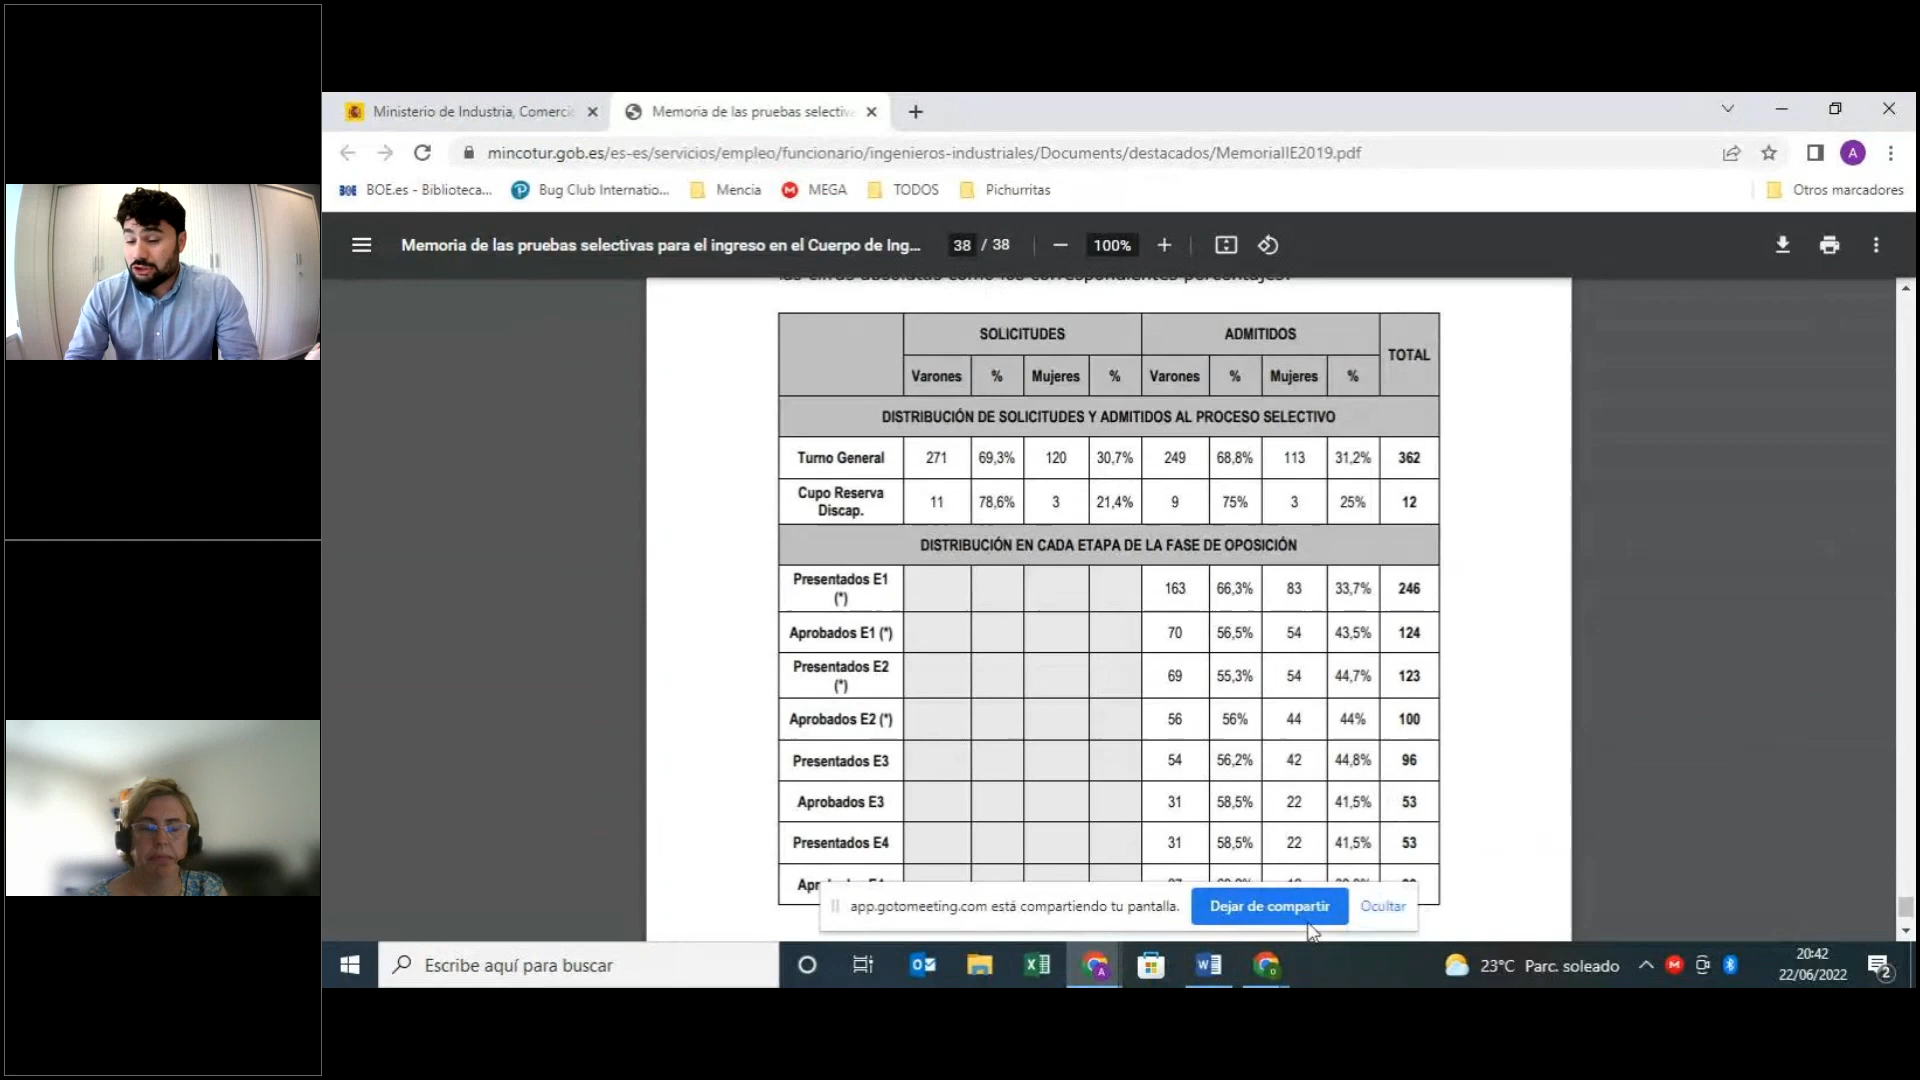 Ministerio de Industria, Comerci
Memoria de las pruebas selectiva
mincotur.gob.es/es-es/servicios/empleo/funcionario/ingenieros-industriales/Documents/destacados/MemoriaIIE2019.pdf
A
BOE BOE.es - Biblioteca... Bug Club Internatio... Mencia MEGA TODOS Pichurritas Otros marcadores
Memoria de las pruebas selectivas para el ingreso en el Cuerpo de Ing... 38 / 38 100%
SOLICITUDES ADMITIDOS TOTAL
Varones % Mujeres % Varones % Mujeres %
DISTRIBUCIÓN DE SOLICITUDES Y ADMITIDOS AL PROCESO SELECTIVO
Turno General 271 69,3% 120 30,7% 249 68,8% 113 31,2% 362
Cupo Reserva Discap. 11 78,6% 3 21,4% 9 75% 3 25% 12
DISTRIBUCIÓN EN CADA ETAPA DE LA FASE DE OPOSICIÓN
Presentados E1 (*) 163 66,3% 83 33,7% 246
Aprobados E1 (*) 70 56,5% 54 43,5% 124
Presentados E2 (*) 69 55,3% 54 44,7% 123
Aprobados E2 (*) 56 56% 44 44% 100
Presentados E3 54 56,2% 42 44,8% 96
Aprobados E3 31 58,5% 22 41,5% 53
Presentados E4 31 58,5% 22 41,5% 53
app.gotomeeting.com está compartiendo tu pantalla. Dejar de compartir Ocultar
Escribe aquí para buscar
23°C Parc. soleado
20:42
22/06/2022
2